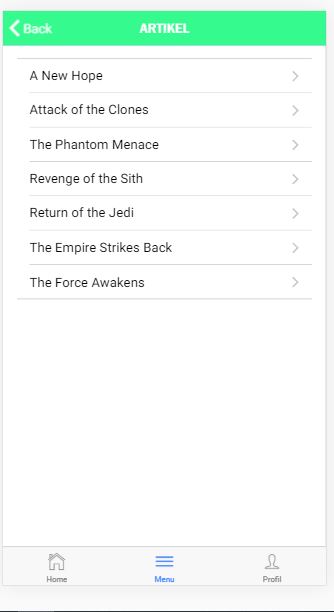 Back
ARTIKEL
A New Hope
Attack of the Clones
The Phantom Menace
Revenge of the Sith
Return of the Jedi
The Empire Strikes Back
The Force Awakens
Home
Menu
Profil